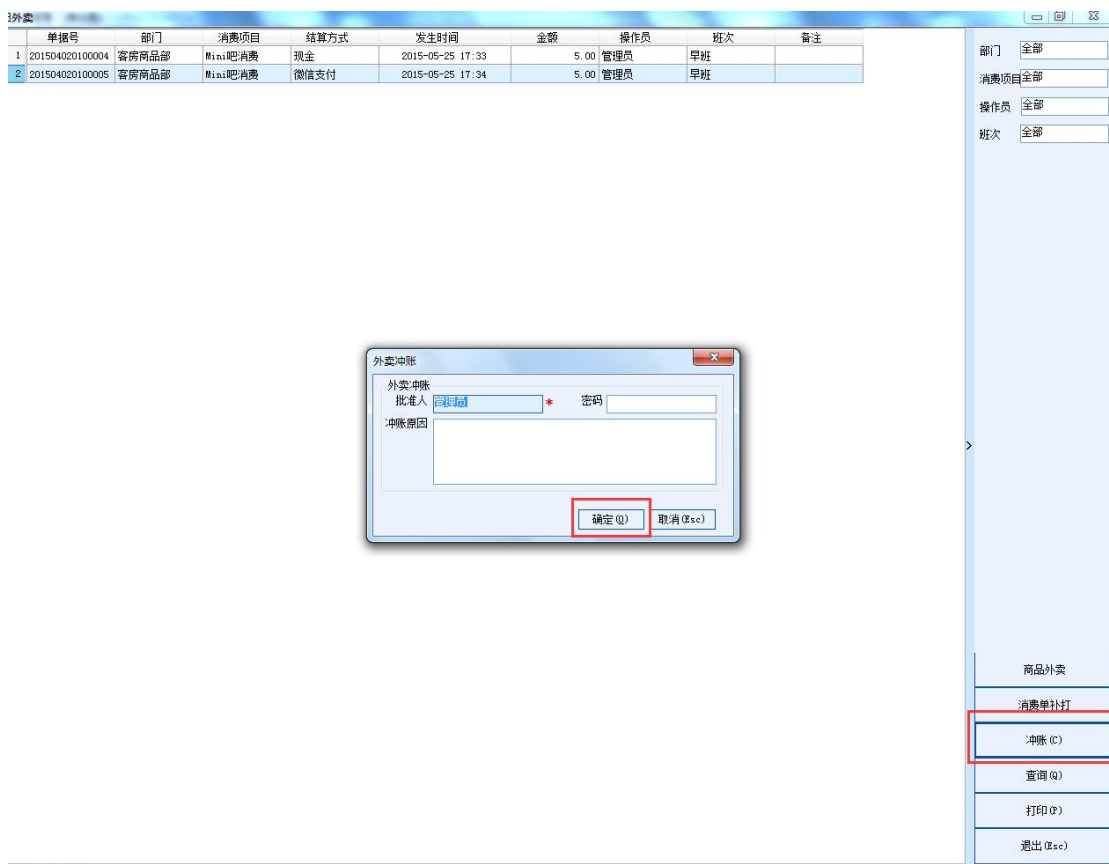 外卖
单据号 部门 消费项目 结算方式 发生时间 金额 操作员 班次 备注
1 201504020100004 客房商品部 Mini吧消费 现金 2015-05-25 17:33 5.00 管理员 早班
2 201504020100005 客房商品部 Mini吧消费 微信支付 2015-05-25 17:34 5.00 管理员 早班
部门 全部
消费项目 全部
操作员 全部
班次 全部
外卖冲账
外卖冲账
批准人 管理员 * 密码
冲账原因
确定(O) 取消(Esc)
>
商品外卖
消费单补打
冲账(C)
查询(Q)
打印(P)
退出(Esc)